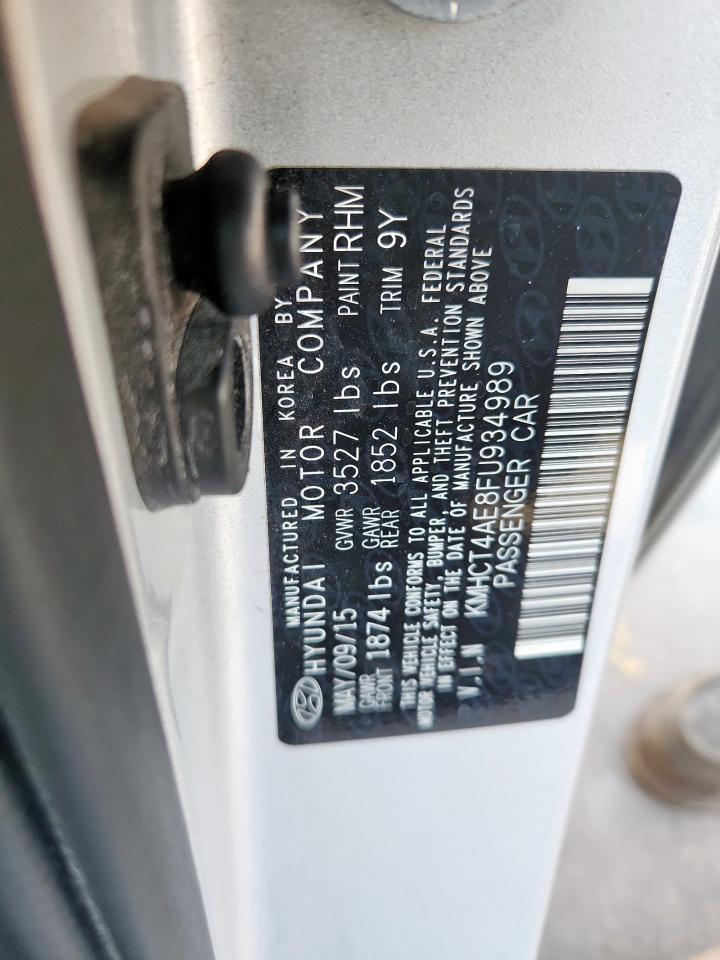 MANUFACTURED IN KOREA BY
HYUNDAI MOTOR COMPANY
MAY/09/15 GVWR 3527 lbs PAINT RHM
GAWR FRONT 1874 lbs GAWR REAR 1852 lbs TRIM 9Y
THIS VEHICLE CONFORMS TO ALL APPLICABLE U.S.A. FEDERAL
MOTOR VEHICLE SAFETY, BUMPER, AND THEFT PREVENTION STANDARDS
IN EFFECT ON THE DATE OF MANUFACTURE SHOWN ABOVE
V.I.N KMHCT4AE8FU934989
PASSENGER CAR